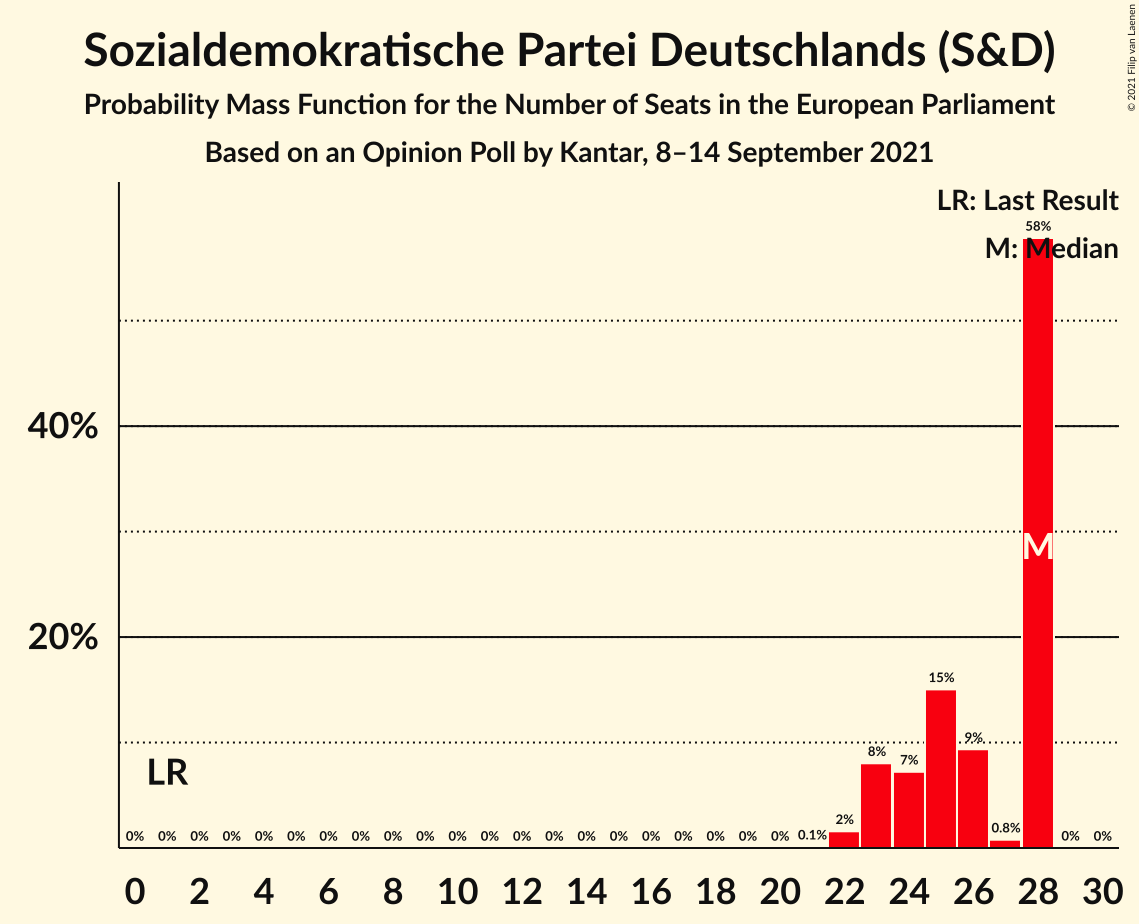 Sozialdemokratische Partei Deutschlands (S&D)
Probability Mass Function for the Number of Seats in the European Parliament
Based on an Opinion Poll by Kantar, 8–14 September 2021
© 2021 Filip van Laenen
LR: Last Result
M: Median
58%
40%
M
20%
15%
9%
8%
7%
LR
2%
0.8%
0% 0% 0% 0% 0% 0% 0% 0% 0% 0% 0% 0% 0% 0% 0% 0% 0% 0% 0% 0% 0% 0.1% 0% 0%
0 2 4 6 8 10 12 14 16 18 20 22 24 26 28 30